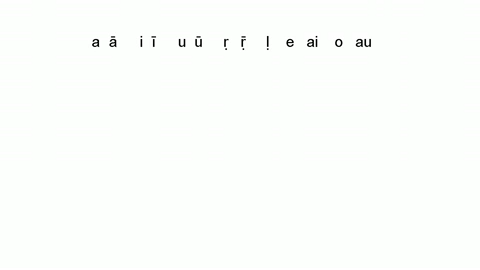 a ā i ī u ū ṛ ṝ ḷ e ai o au